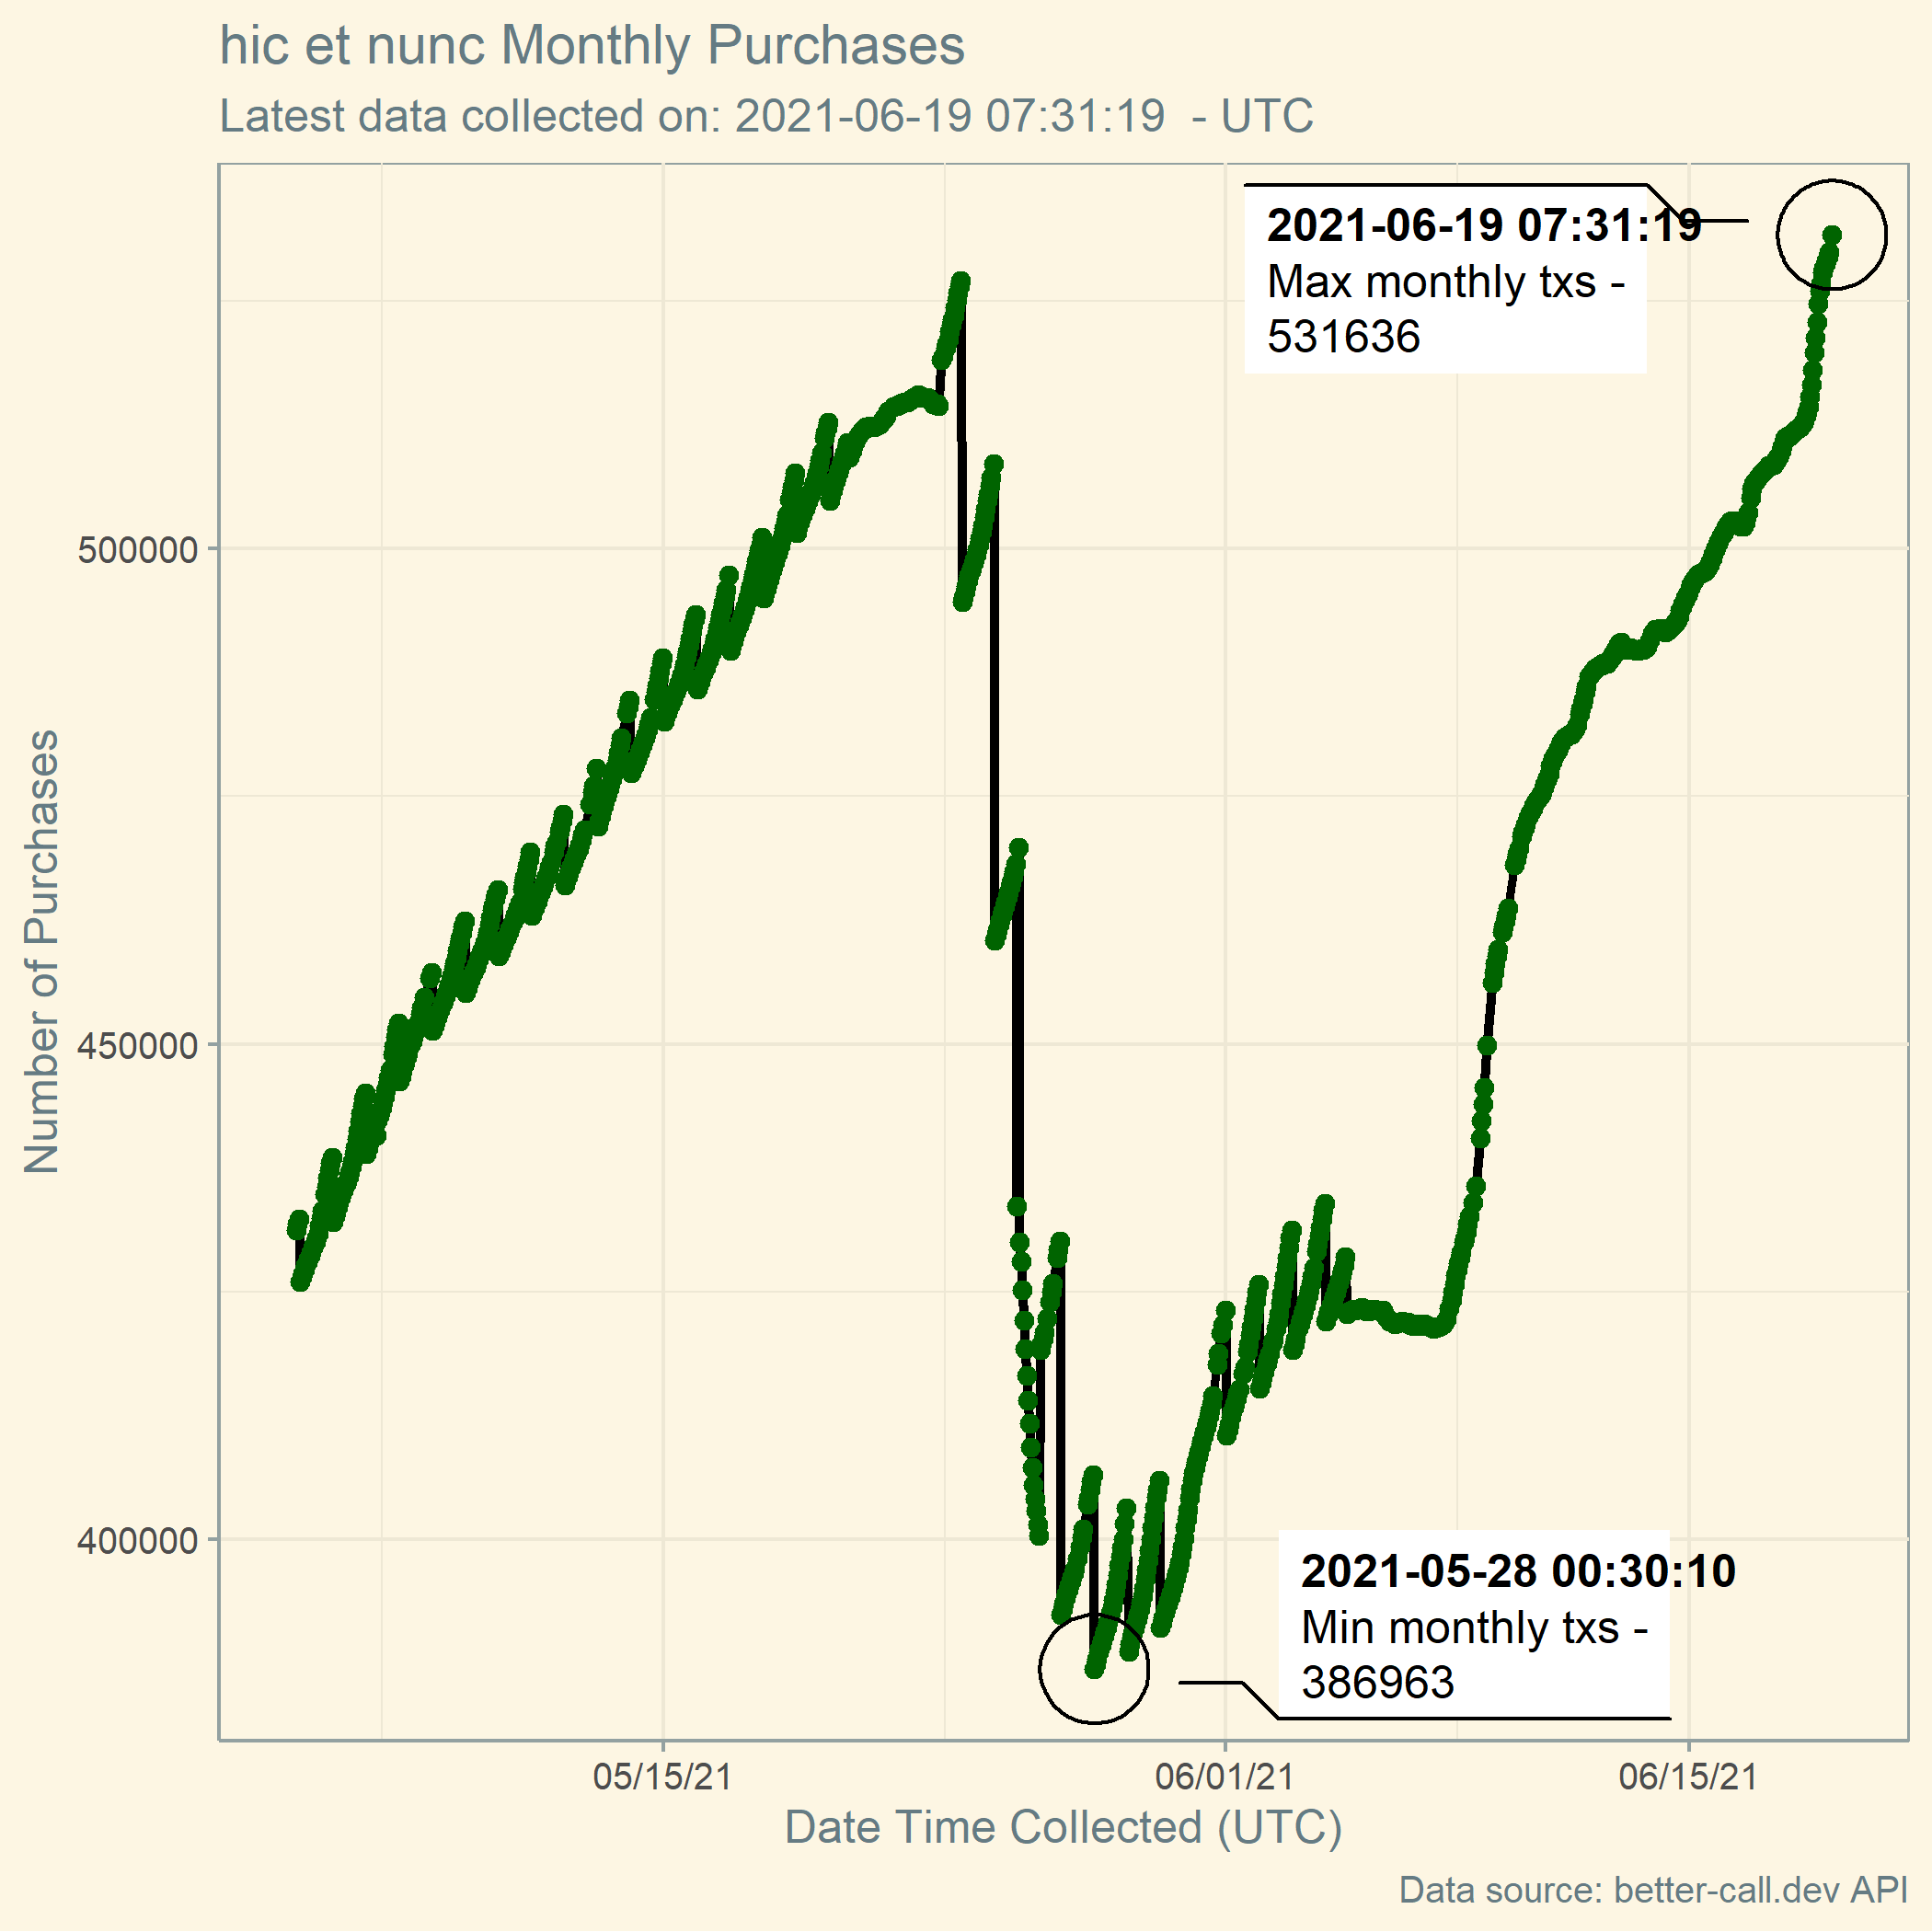 hic et nunc Monthly Purchases
Latest data collected on: 2021-06-19 07:31:19 - UTC
2021-06-19 07:31:19
Max monthly txs -
531636
500000
450000
400000
Number of Purchases
2021-05-28 00:30:10
Min monthly txs -
386963
05/15/21
06/01/21
06/15/21
Date Time Collected (UTC)
Data source: better-call.dev API